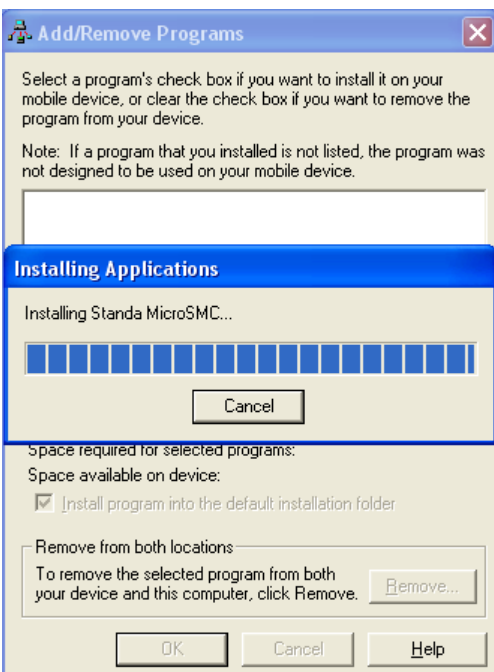 Add/Remove Programs
Select a program's check box if you want to install it on your
mobile device, or clear the check box if you want to remove the
program from your device.
Note: If a program that you installed is not listed, the program was
not designed to be used on your mobile device.
Installing Applications
Installing Standa MicroSMC...
Cancel
Space required for selected programs:
Space available on device:
Install program into the default installation folder
Remove from both locations
To remove the selected program from both
your device and this computer, click Remove.
Remove...
OK
Cancel
Help